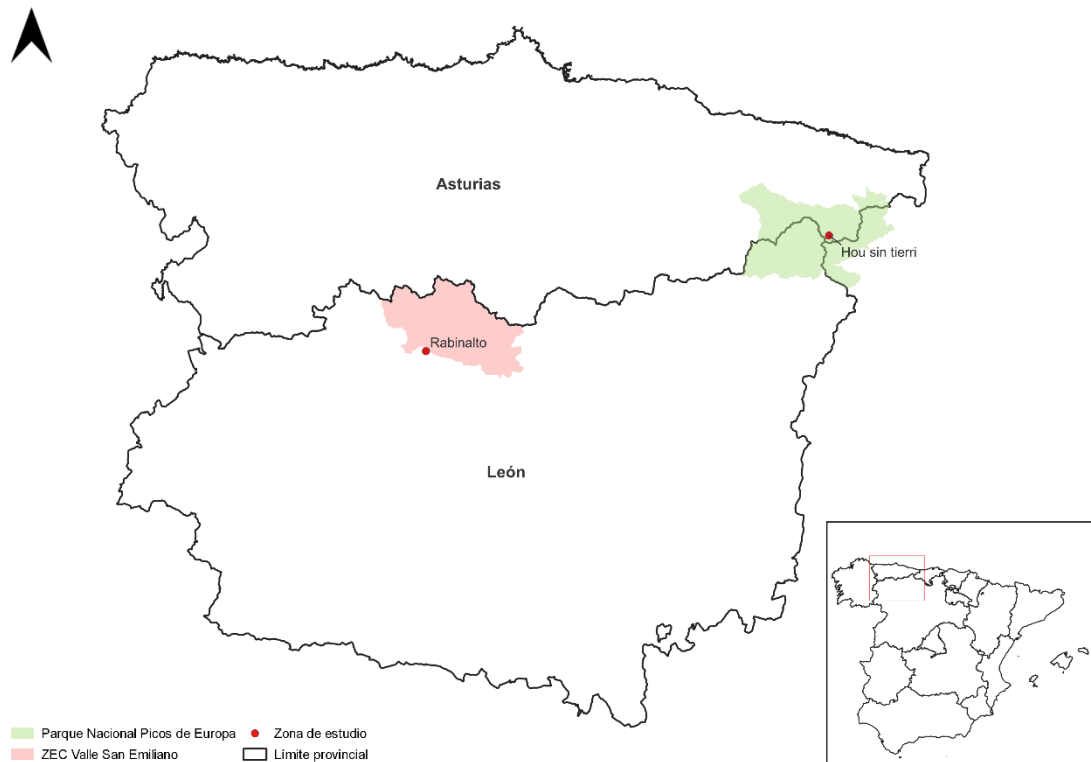 Asturias
Hou sin tierri
Rabinalto
León
Parque Nacional Picos de Europa
Zona de estudio
ZEC Valle San Emiliano
Límite provincial